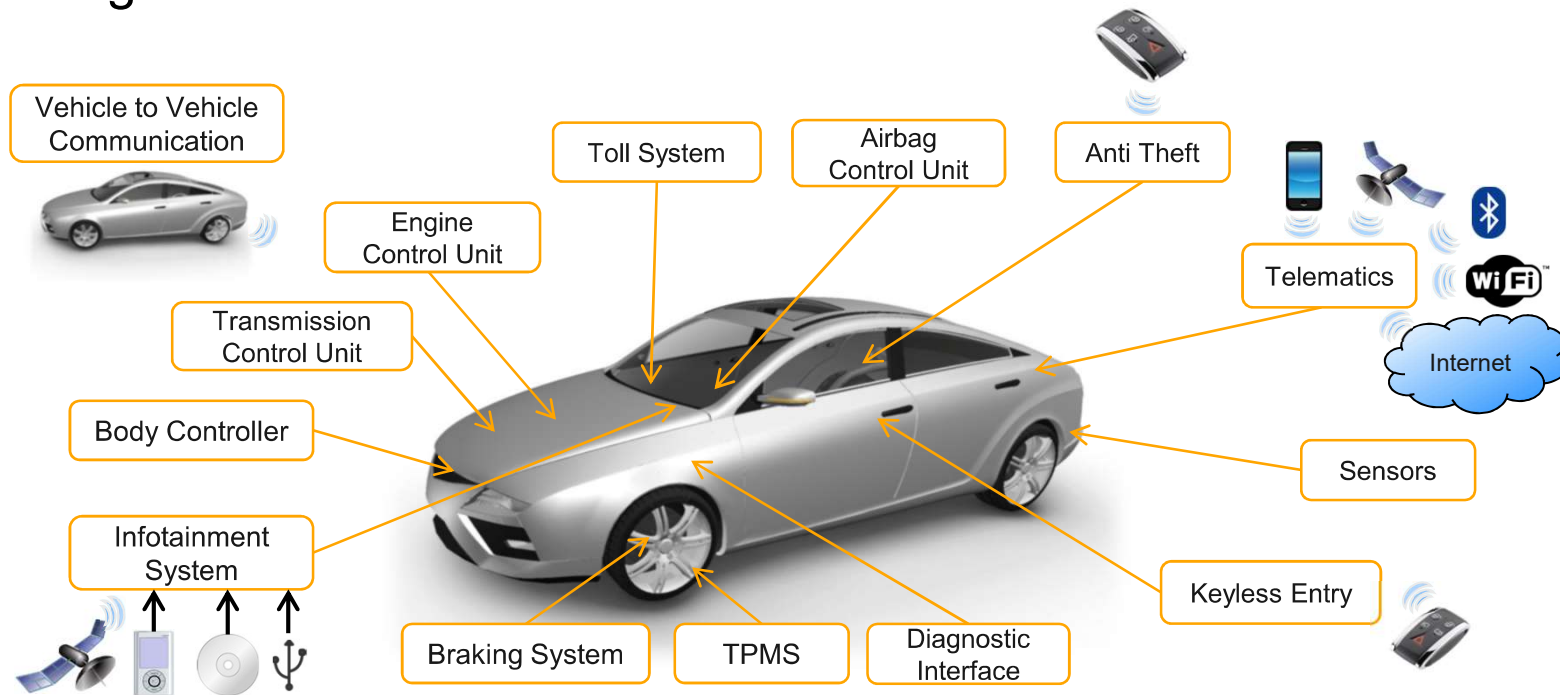 g
Vehicle to Vehicle
Communication
Toll System
Airbag
Control Unit
Anti Theft
Engine
Control Unit
Telematics
WiFi™
Transmission
Control Unit
Internet
Body Controller
Sensors
Infotainment
System
Keyless Entry
Braking System
TPMS
Diagnostic
Interface